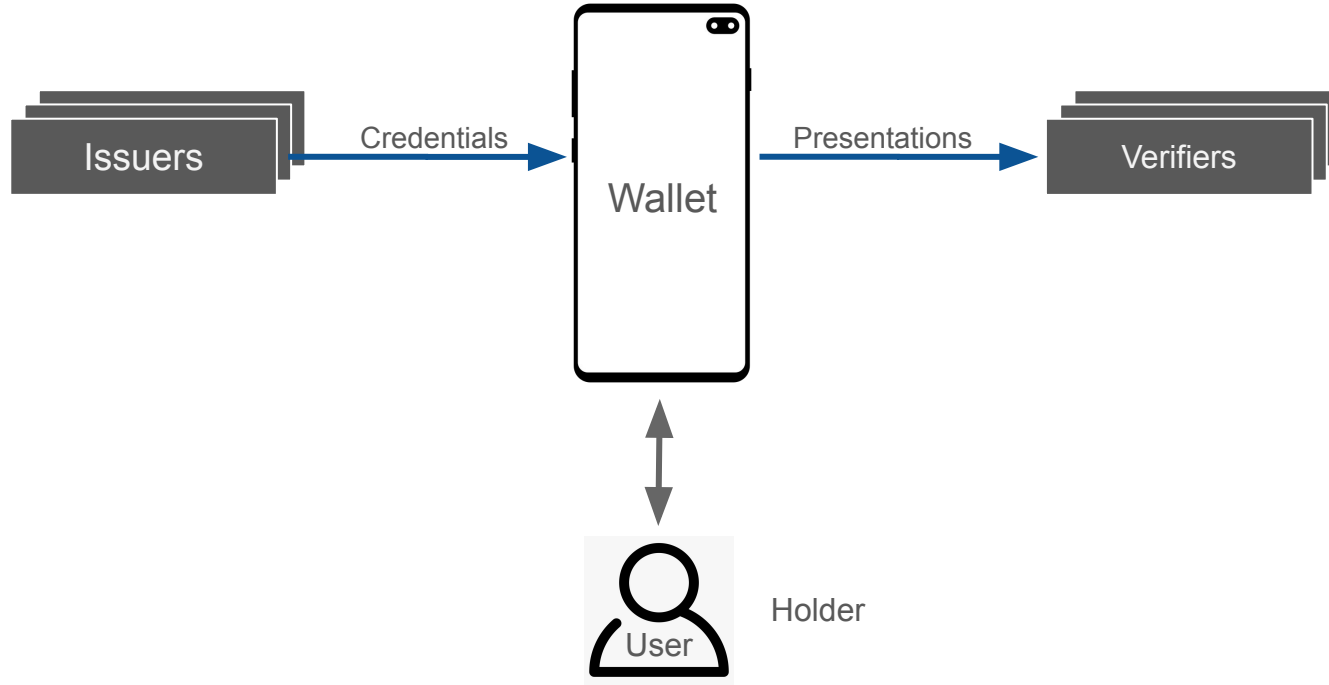 Issuers
Credentials
Wallet
Presentations
Verifiers
User
Holder